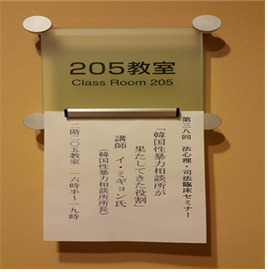 205教室
Class Room 205
第三八回　法心理・司法臨床セミナー
「韓国性暴力相談所が
果たしてきた役割」
講師　イ・ミギョン氏
（韓国性暴力相談所所長）
二階二〇五教室　一六時半～一九時